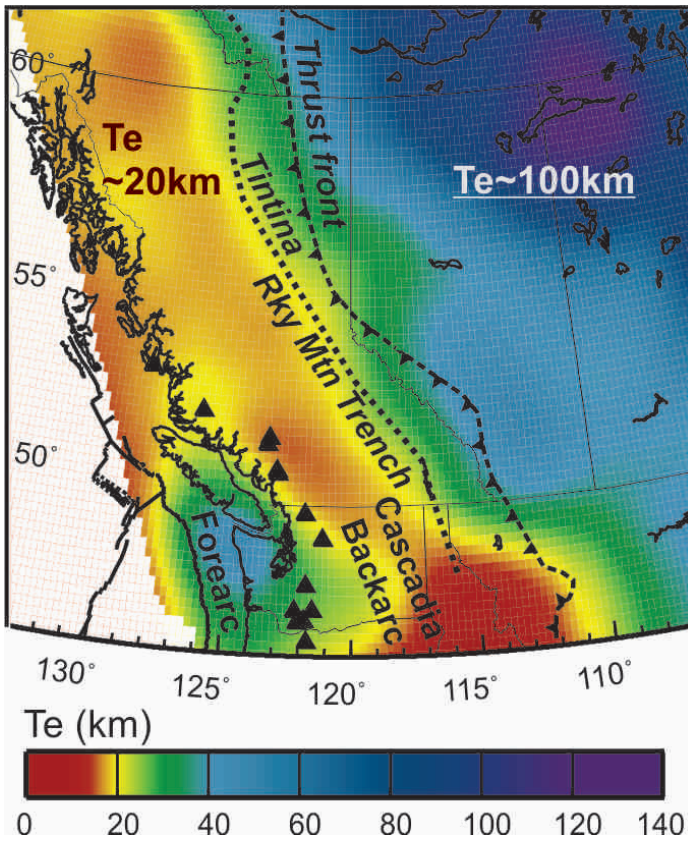 60°
55°
50°
Te
~20km
Thrust front
Te~100km
Tintina
Rky Mtn Trench
Cascadia
Backarc
Forearc
130°
125°
120°
115°
110°
Te (km)
0 20 40 60 80 100 120 140